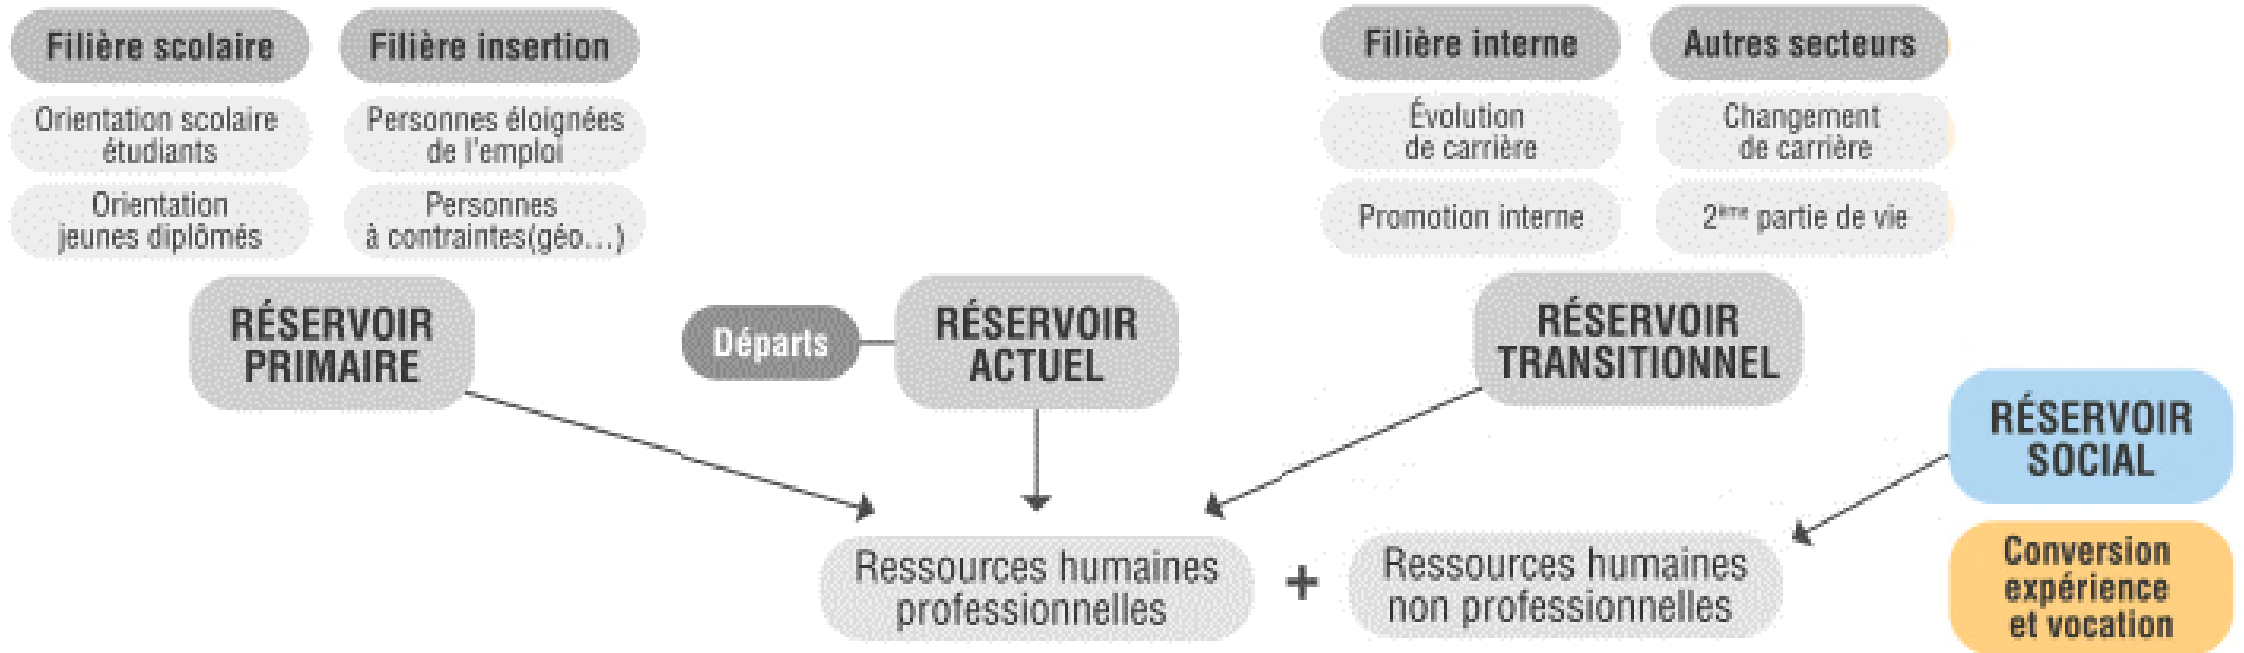 Filière scolaire
Filière insertion
Filière interne
Autres secteurs
Orientation scolaire
étudiants
Personnes éloignées
de l'emploi
Évolution
de carrière
Changement
de carrière
Orientation
jeunes diplômés
Personnes
à contraintes(géo...)
Promotion interne
2ème partie de vie
RÉSERVOIR
PRIMAIRE
Départs
RÉSERVOIR
ACTUEL
RÉSERVOIR
TRANSITIONNEL
RÉSERVOIR
SOCIAL
Ressources humaines
professionnelles
+
Ressources humaines
non professionnelles
Conversion
expérience
et vocation